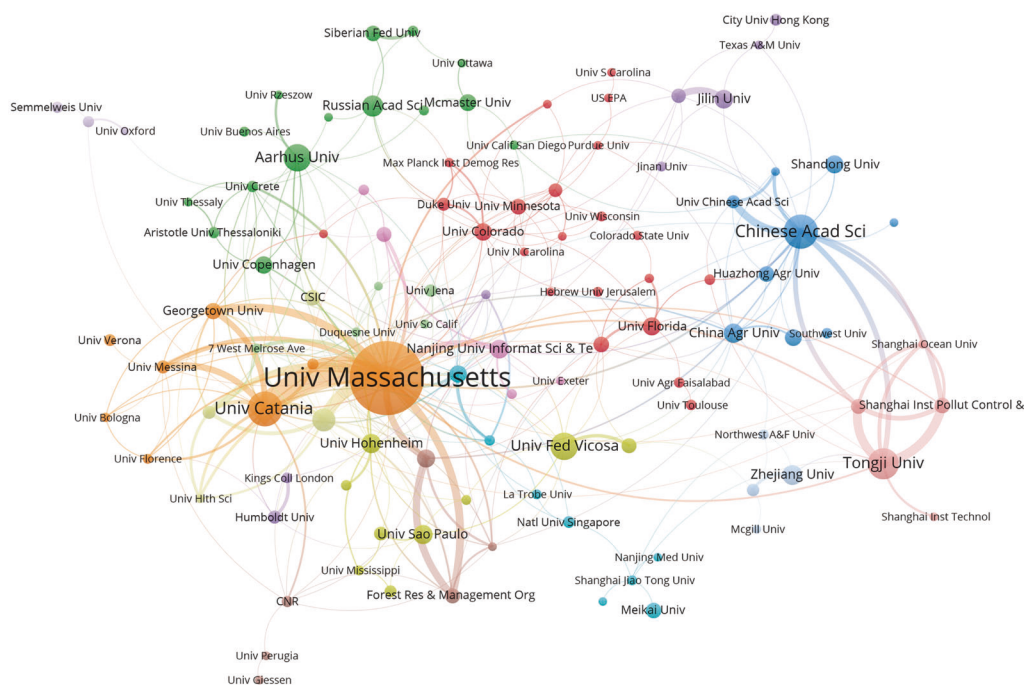 City Univ Hong Kong
Siberian Fed Univ
Texas A&M Univ
Univ Ottawa
Univ S Carolina
Univ Rzeszow
US EPA
Jilin Univ
Semmelweis Univ
Russian Acad Sci
Mcmaster Univ
Univ Oxford
Univ Buenos Aires
Univ Calif San Diego
Purdue Univ
Aarhus Univ
Max Planck Inst Demog Res
Jinan Univ
Shandong Univ
Univ Crete
Univ Thessaly
Duke Univ
Univ Minnesota
Univ Chinese Acad Sci
Univ Wisconsin
Aristotle Univ Thessaloniki
Univ Colorado
Colorado State Univ
Chinese Acad Sci
Univ N Carolina
Univ Copenhagen
Huazhong Agr Univ
Univ Jena
Hebrew Univ Jerusalem
CSIC
Georgetown Univ
Univ So Calif
Univ Florida
Duquesne Univ
China Agr Univ
Southwest Univ
Univ Verona
7 West Melrose Ave
Nanjing Univ Informat Sci & Te
Shanghai Ocean Univ
Univ Messina
Univ Massachusetts
Univ Exeter
Univ Agr Faisalabad
Univ Catania
Univ Toulouse
Shanghai Inst Pollut Control &
Univ Bologna
Univ Hohenheim
Univ Fed Vicosa
Northwest A&F Univ
Univ Florence
Tongji Univ
Kings Coll London
Zhejiang Univ
Univ Hlth Sci
La Trobe Univ
Humboldt Univ
Natl Univ Singapore
Shanghai Inst Technol
Univ Sao Paulo
Mcgill Univ
Nanjing Med Univ
Univ Mississippi
Shanghai Jiao Tong Univ
Forest Res & Management Org
CNR
Meikai Univ
Univ Perugia
Univ Giessen